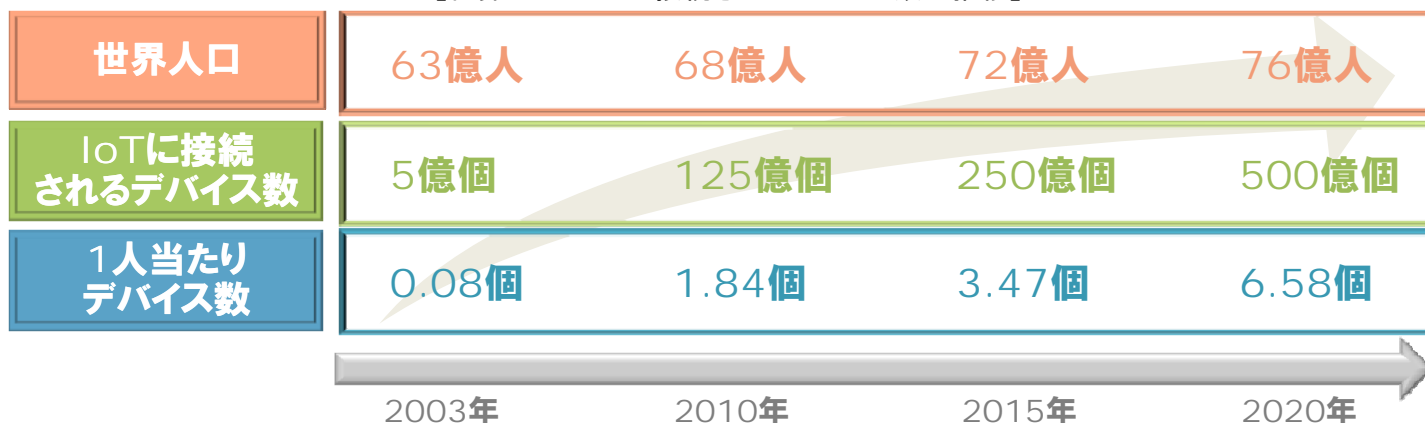 世界人口
63億人 68億人 72億人 76億人
IoTに接続
されるデバイス数
5億個 125億個 250億個 500億個
1人当たり
デバイス数
0.08個 1.84個 3.47個 6.58個
2003年 2010年 2015年 2020年